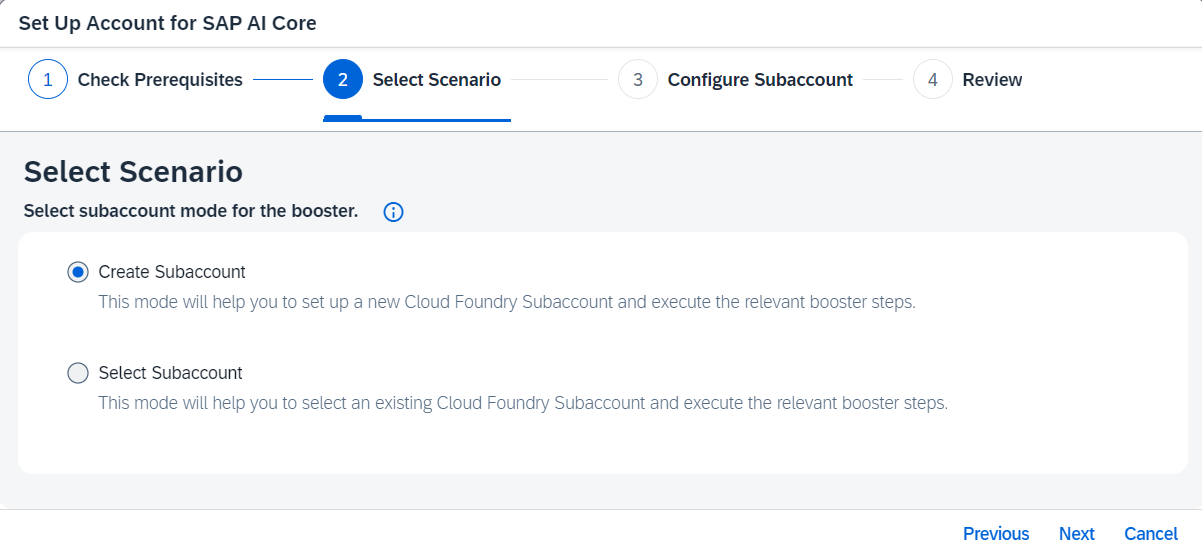 Set Up Account for SAP AI Core
1 Check Prerequisites 2 Select Scenario 3 Configure Subaccount 4 Review
Select Scenario
Select subaccount mode for the booster.
Create Subaccount
This mode will help you to set up a new Cloud Foundry Subaccount and execute the relevant booster steps.
Select Subaccount
This mode will help you to select an existing Cloud Foundry Subaccount and execute the relevant booster steps.
Previous Next Cancel